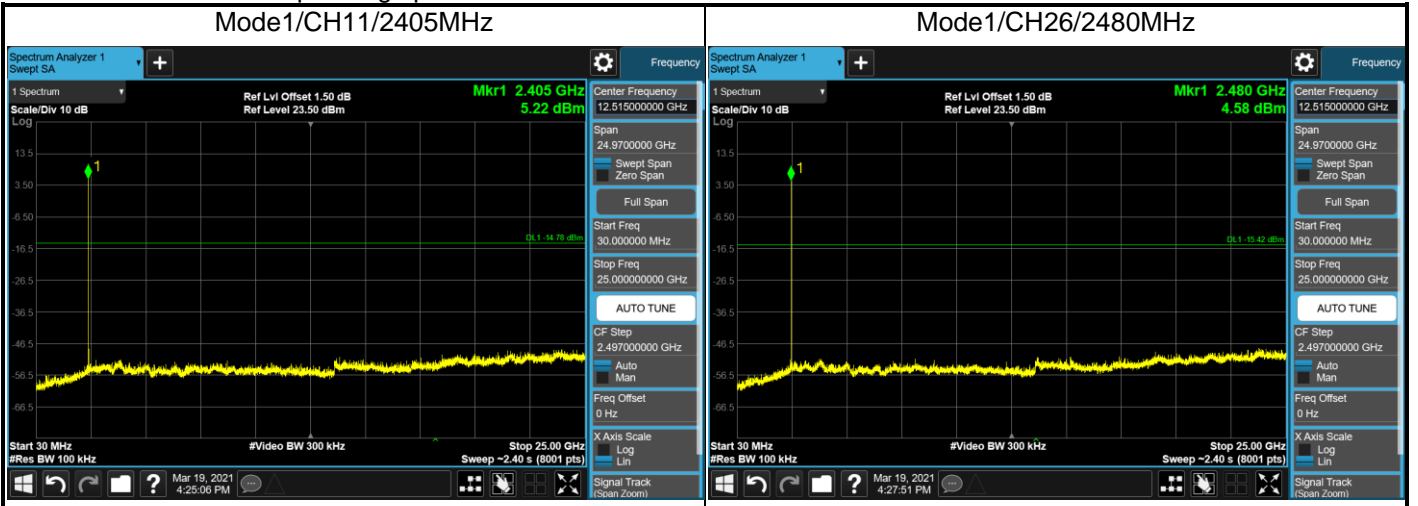 Mode1/CH11/2405MHz
Spectrum Analyzer 1
Swept SA
Frequency
1 Spectrum
Scale/Div 10 dB
Log
Ref Lvl Offset 1.50 dB
Ref Level 23.50 dBm
Mkr1 2.405 GHz
5.22 dBm
1
13.5
3.50
-6.50
-16.5
-26.5
-36.5
-46.5
-56.5
-66.5
DL1 -14.78 dBm
Start 30 MHz
#Res BW 100 kHz
#Video BW 300 kHz
Stop 25.00 GHz
Sweep ~2.40 s (8001 pts)
Center Frequency
12.515000000 GHz
Span
24.9700000 GHz
Swept Span
Zero Span
Full Span
Start Freq
30.000000 MHz
Stop Freq
25.000000000 GHz
AUTO TUNE
CF Step
2.497000000 GHz
Auto
Man
Freq Offset
0 Hz
X Axis Scale
Log
Lin
Signal Track
(Span Zoom)
?
Mar 19, 2021
4:25:06 PM
Mode1/CH26/2480MHz
Spectrum Analyzer 1
Swept SA
Frequency
1 Spectrum
Scale/Div 10 dB
Log
Ref Lvl Offset 1.50 dB
Ref Level 23.50 dBm
Mkr1 2.480 GHz
4.58 dBm
1
13.5
3.50
-6.50
-16.5
-26.5
-36.5
-46.5
-56.5
-66.5
DL1 -15.42 dBm
Start 30 MHz
#Res BW 100 kHz
#Video BW 300 kHz
Stop 25.00 GHz
Sweep ~2.40 s (8001 pts)
Center Frequency
12.515000000 GHz
Span
24.9700000 GHz
Swept Span
Zero Span
Full Span
Start Freq
30.000000 MHz
Stop Freq
25.000000000 GHz
AUTO TUNE
CF Step
2.497000000 GHz
Auto
Man
Freq Offset
0 Hz
X Axis Scale
Log
Lin
Signal Track
(Span Zoom)
?
Mar 19, 2021
4:27:51 PM